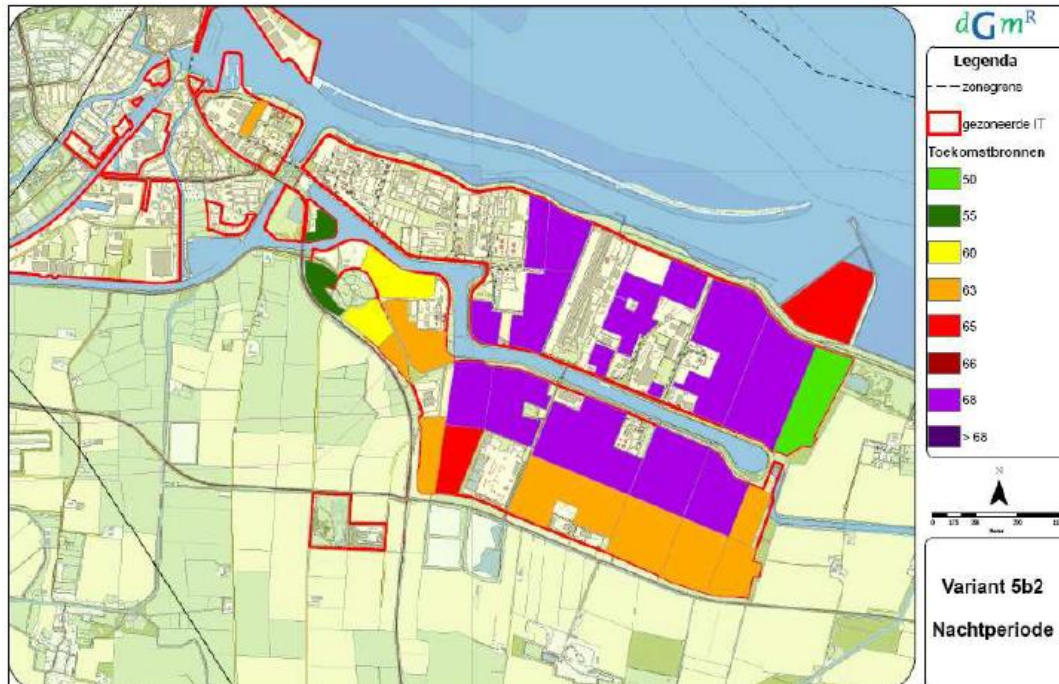 dGmR
Legenda
zonegrens
gezoneerde IT
Toekomstbronnen
50
55
60
63
65
66
68
> 68
N
Variant 5b2
Nachtperiode